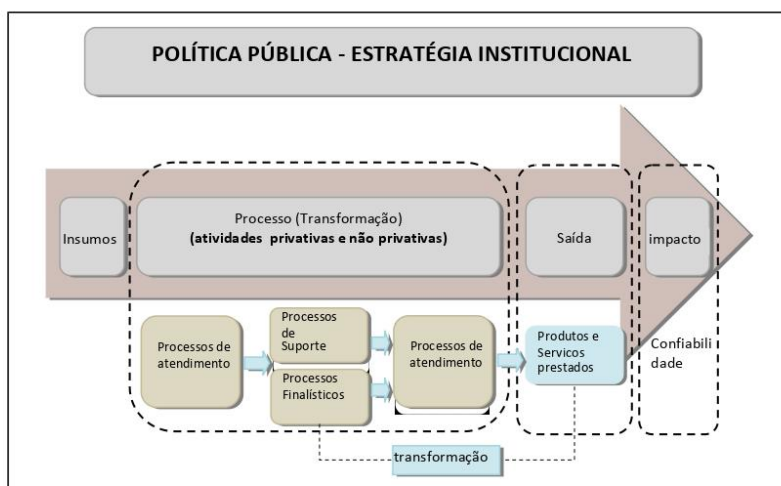 POLÍTICA PÚBLICA - ESTRATÉGIA INSTITUCIONAL
Insumos
Processo (Transformação)
(atividades privativas e não privativas)
Saída
impacto
Processos de
atendimento
Processos
de
Suporte
Processos
Finalísticos
Processos de
atendimento
Produtos e
Servicos
prestados
Confiabili
dade
transformação